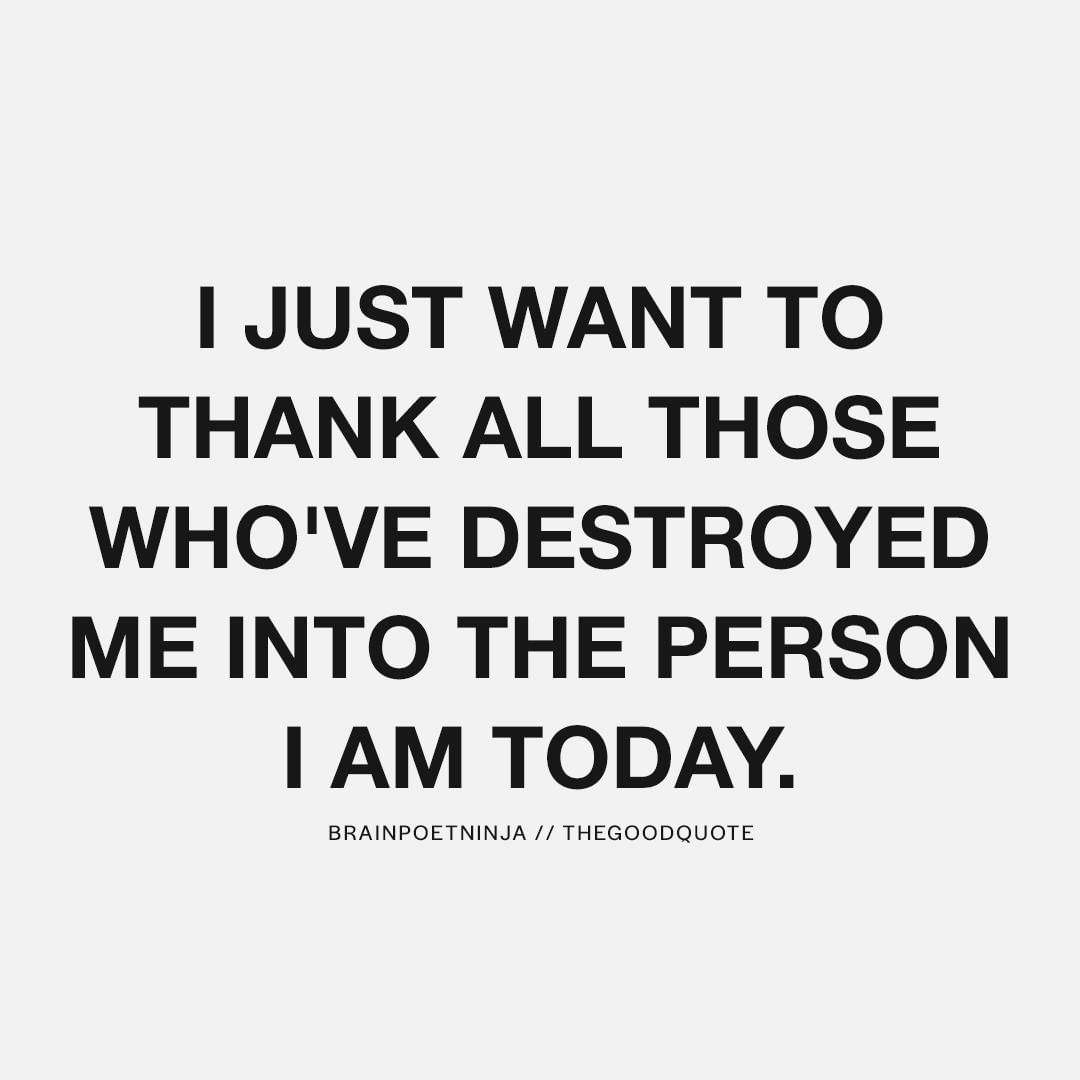 I JUST WANT TO
THANK ALL THOSE
WHO'VE DESTROYED
ME INTO THE PERSON
I AM TODAY.
BRAINPOETNINJA // THEGOODQUOTE